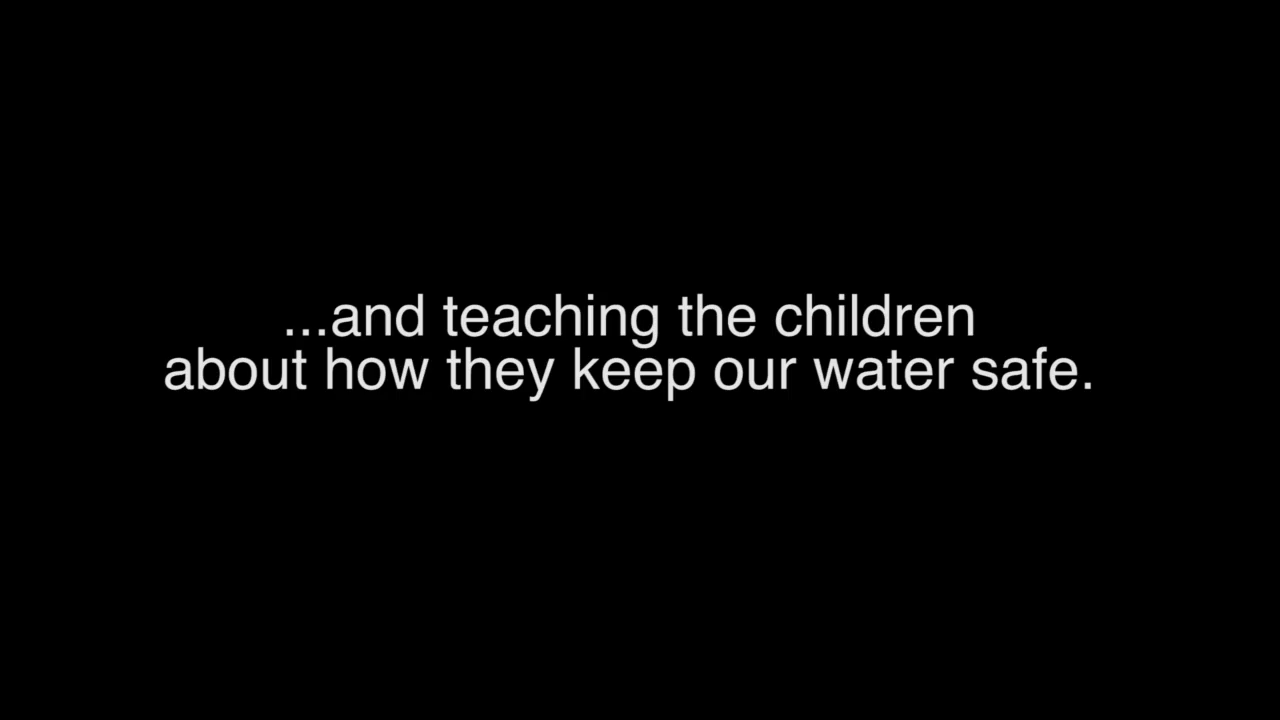 ...and teaching the children
about how they keep our water safe.